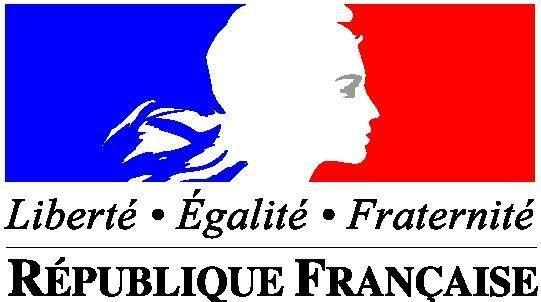 Liberté • Égalité • Fraternité
RÉPUBLIQUE FRANÇAISE